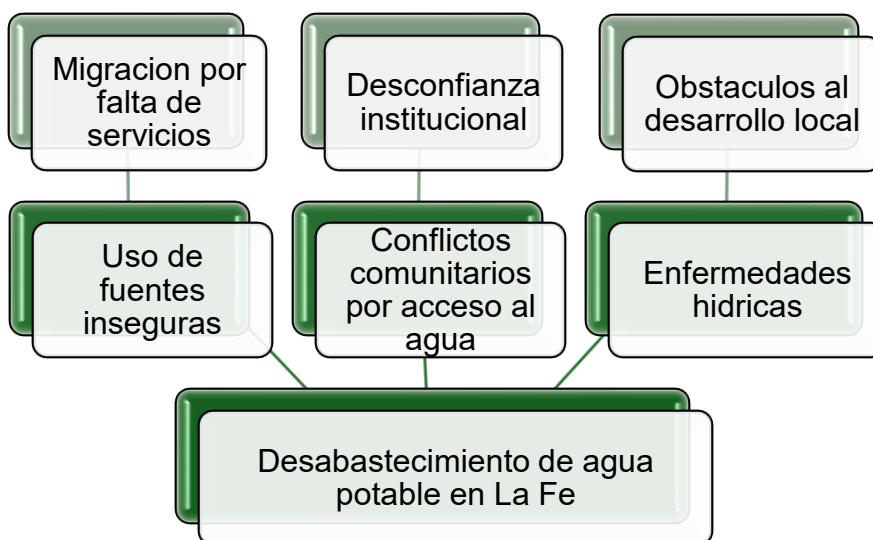 Migracion por
falta de
servicios
Desconfianza
institucional
Obstaculos al
desarrollo local
Uso de
fuentes
inseguras
Conflictos
comunitarios
por acceso al
agua
Enfermedades
hidricas
Desabastecimiento de agua
potable en La Fe